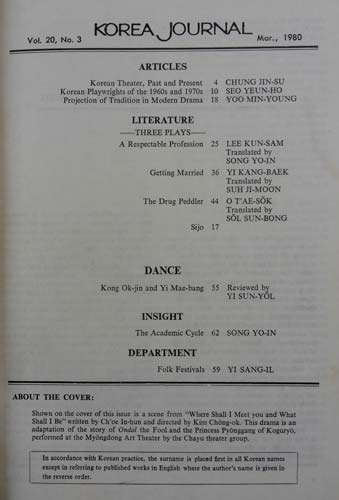 KOREA JOURNAL
Vol. 20, No. 3
Mar., 1980
ARTICLES
Korean Theater, Past and Present 4 CHUNG JIN-SU
Korean Playwrights of the 1960s and 1970s 10 SEO YEUN-HO
Projection of Tradition in Modern Drama 18 YOO MIN-YOUNG
LITERATURE
——THREE PLAYS——
A Respectable Profession 25 LEE KUN-SAM
Translated by
SONG YO-IN
Getting Married 36 YI KANG-BAEK
Translated by
SUH JI-MOON
The Drug Peddler 44 O T'AE-SŎK
Translated by
SŎL SUN-BONG
Sijo 17
DANCE
Kong Ok-jin and Yi Mae-bang 55 Reviewed by
YI SUN-YŎL
INSIGHT
The Academic Cycle 62 SONG YO-IN
DEPARTMENT
Folk Festivals 59 YI SANG-IL
ABOUT THE COVER:
Shown on the cover of this issue is a scene from "Where Shall I Meet you and What
Shall I Be" written by Ch'oe In-hun and directed by Kim Chŏng-ok. This drama is an
adaptation of the story of Ondal the Fool and the Princess Pyŏnggang of Koguryŏ,
performed at the Myŏngdong Art Theater by the Chayu theater group.
In accordance with Korean practice, the surname is placed first in all Korean names
except in referring to published works in English where the author's name is given in
the reverse order.